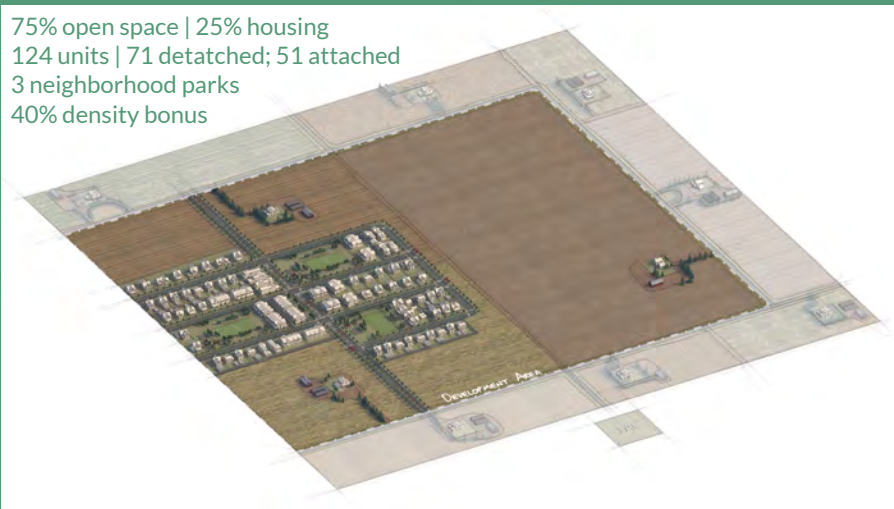 75% open space | 25% housing
124 units | 71 detatched; 51 attached
3 neighborhood parks
40% density bonus
DEVELOPMENT AREA